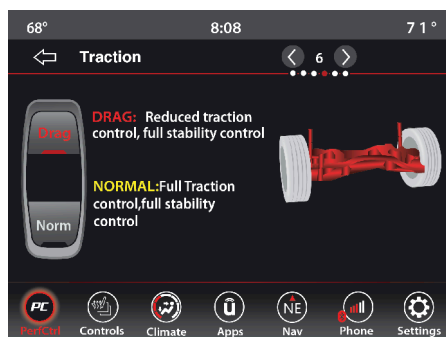 68° 8:08 71°
Traction 6
DRAG: Reduced traction
control, full stability control
Drag
NORMAL:Full Traction
control,full stability
control
Norm
PC û NE
PerfCtrl Controls Climate Apps Nav Phone Settings